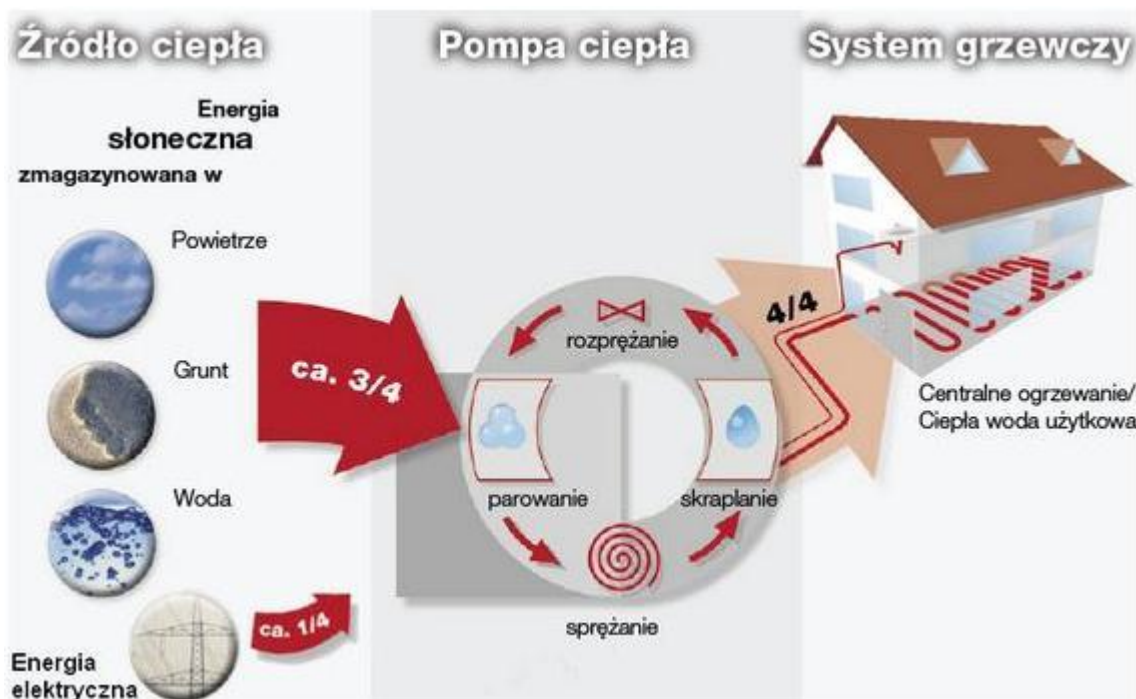 Źródło ciepła
Pompa ciepła
System grzewczy
Energia
słoneczna
zmagazynowana w
Powietrze
Grunt
Woda
Energia
elektryczna
ca. 3/4
ca. 1/4
rozprężanie
parowanie
skraplanie
sprężanie
4/4
Centralne ogrzewanie/
Ciepła woda użytkowa